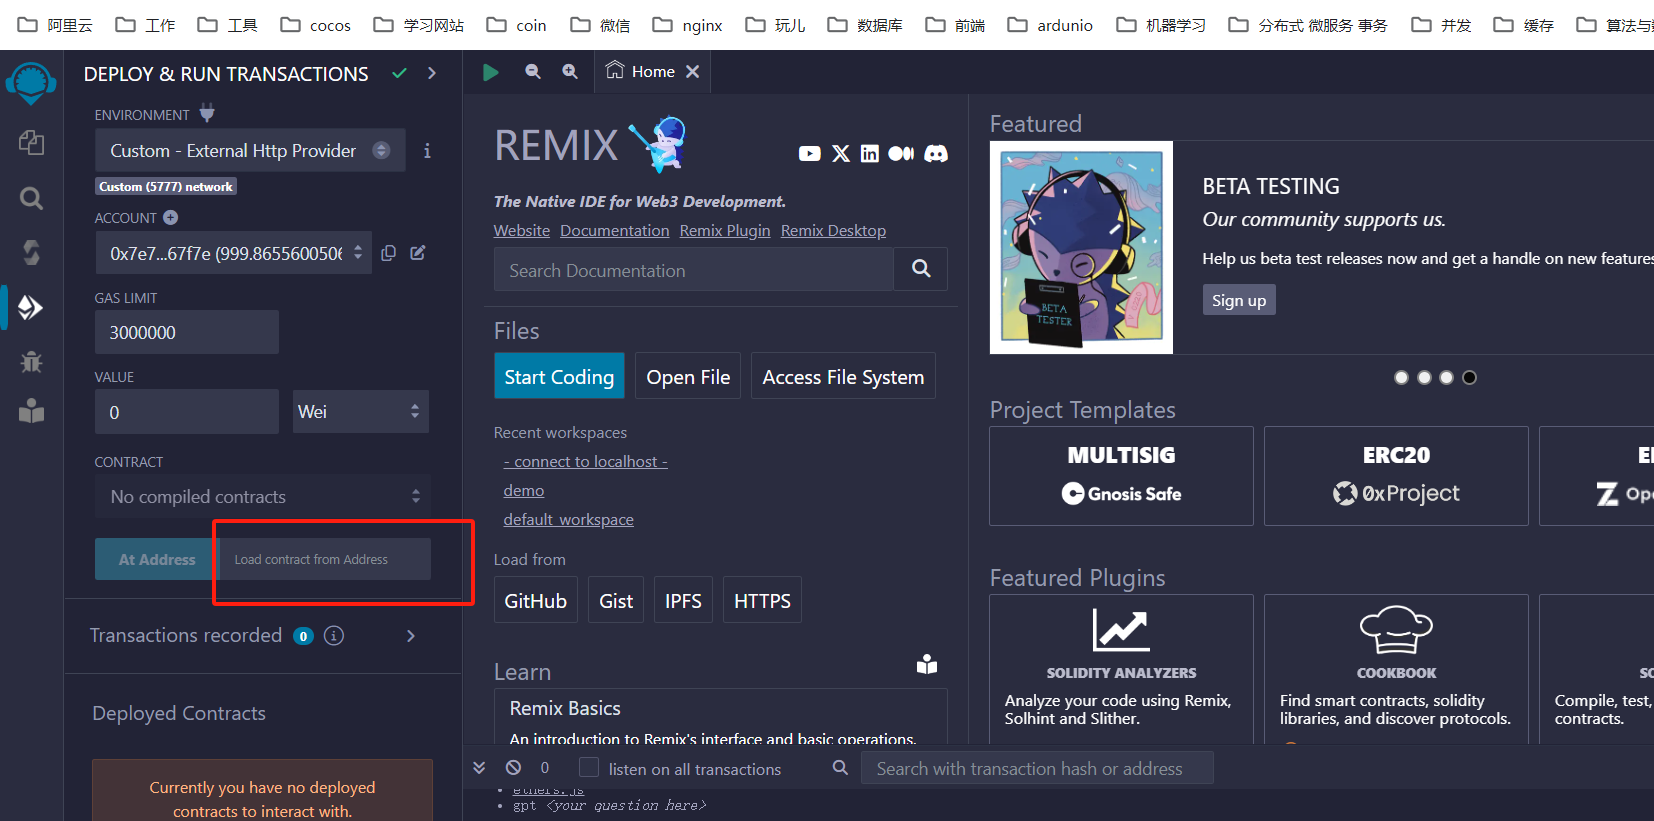 阿里云 工作 工具 cocos 学习网站 coin 微信 nginx 玩儿 数据库 前端 ardunio 机器学习 分布式 微服务 事务 并发 缓存
DEPLOY & RUN TRANSACTIONS
ENVIRONMENT
Custom - External Http Provider
Custom (5777) network
ACCOUNT
0x7e7...67f7e (999.8655600506
GAS LIMIT
3000000
VALUE
0 Wei
CONTRACT
No compiled contracts
At Address Load contract from Address
Transactions recorded 0
Deployed Contracts
Currently you have no deployed
contracts to interact with.
Home
REMIX
The Native IDE for Web3 Development.
Website Documentation Remix Plugin Remix Desktop
Search Documentation
Files
Start Coding Open File Access File System
Recent workspaces
- connect to localhost -
demo
default_workspace
Load from
GitHub Gist IPFS HTTPS
Learn
Remix Basics
An introduction to Remix's interface and basic operations.
Featured
BETA
TESTER
BETA TESTING
Our community supports us.
Help us beta test releases now and get a handle on new features
Sign up
Project Templates
MULTISIG
Gnosis Safe
ERC20
0xProject
Featured Plugins
SOLIDITY ANALYZERS
Analyze your code using Remix,
Solhint and Slither.
COOKBOOK
Find smart contracts, solidity
libraries, and discover protocols.
Compile, test,
contracts.
0 listen on all transactions Search with transaction hash or address
ethers.js
gpt <your question here>